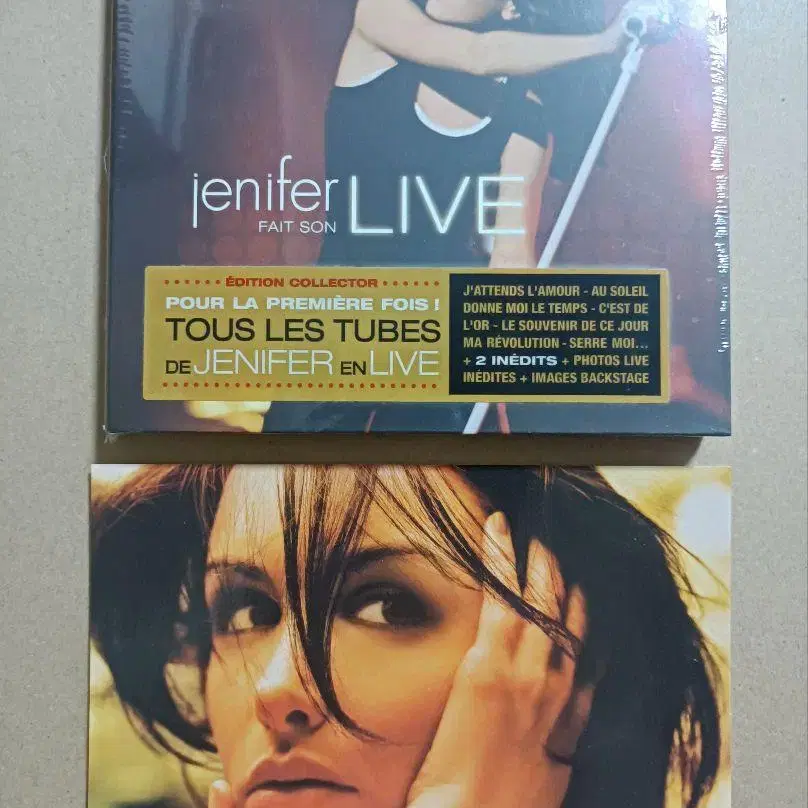 jenifer
FAIT SON LIVE
ÉDITION COLLECTOR
POUR LA PREMIÈRE FOIS !
TOUS LES TUBES
DE JENIFER EN LIVE
J'ATTENDS L'AMOUR - AU SOLEIL
DONNE MOI LE TEMPS - C'EST DE
L'OR - LE SOUVENIR DE CE JOUR
MA RÉVOLUTION - SERRE MOI...
+ 2 INÉDITS + PHOTOS LIVE
INÉDITES + IMAGES BACKSTAGE